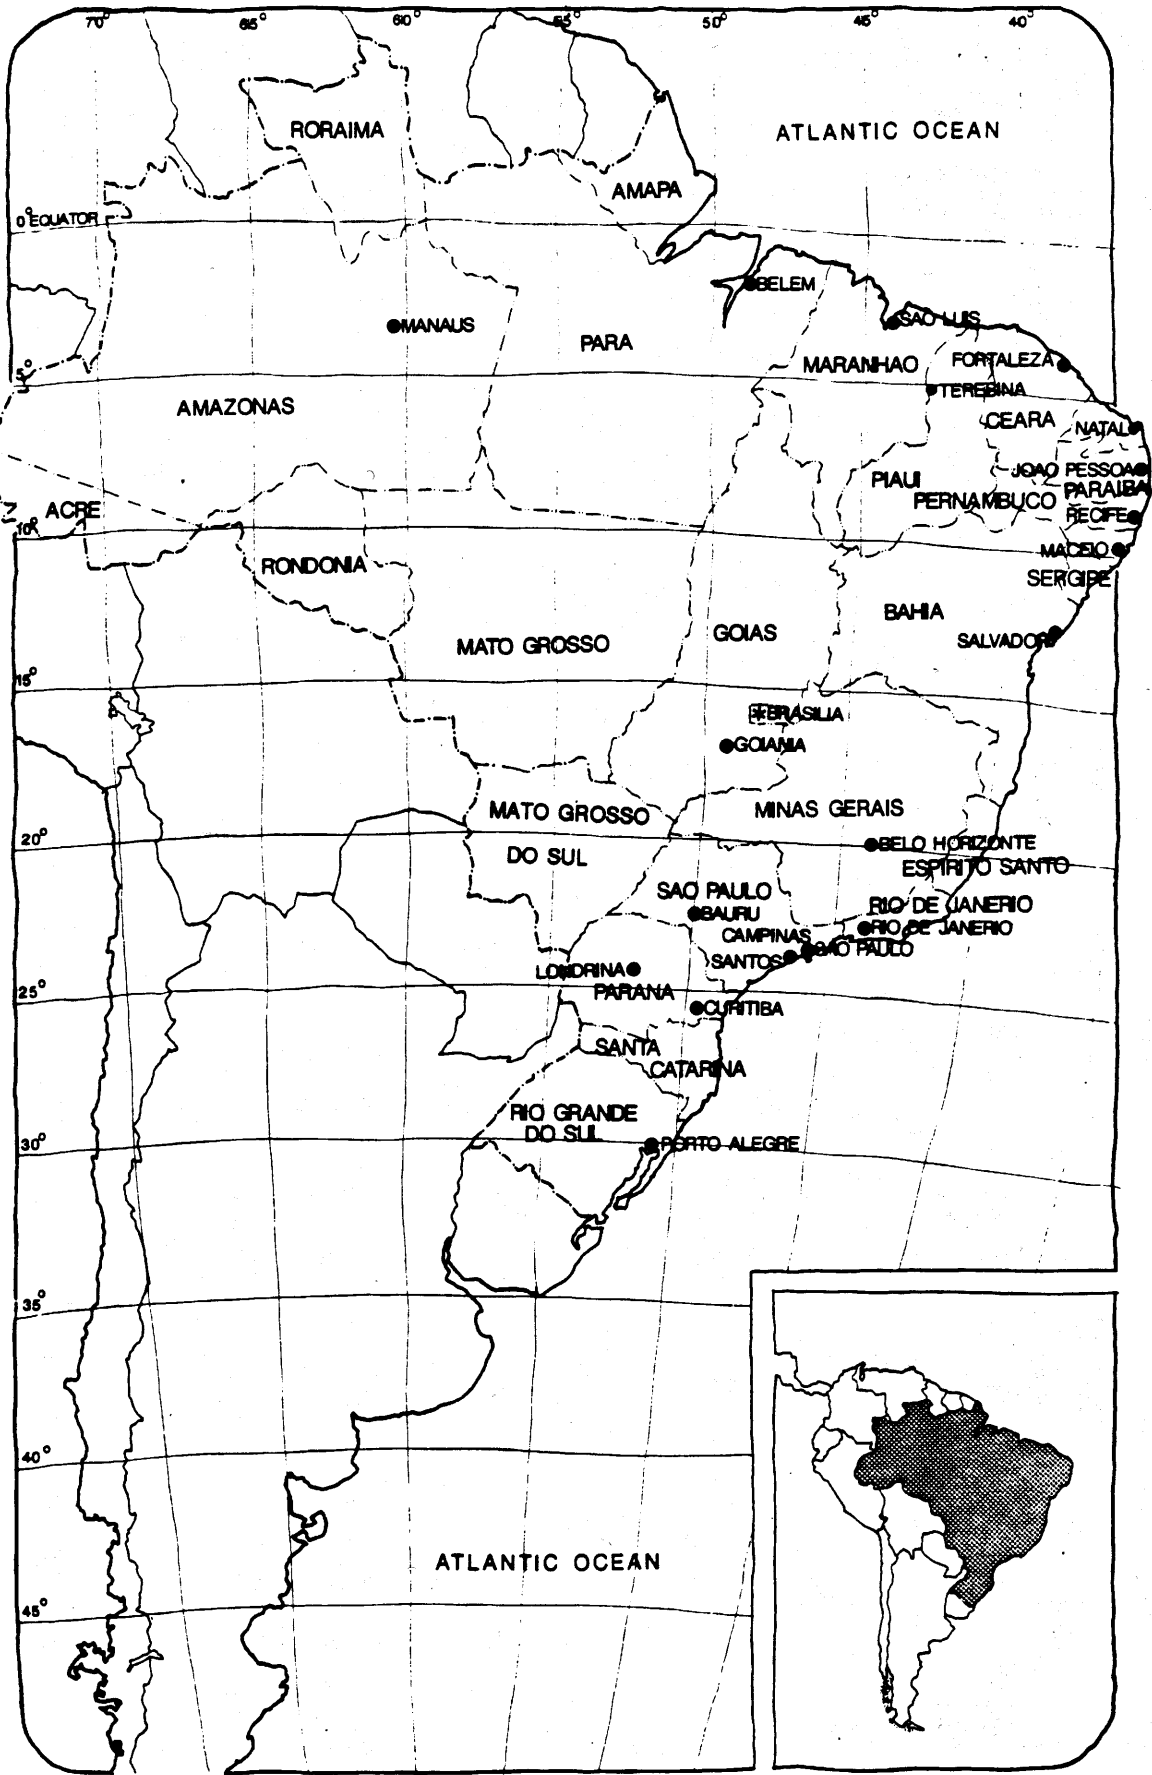 70° 65° 60° 55° 50° 45° 40°
RORAIMA
ATLANTIC OCEAN
AMAPA
0° EQUATOR
BELEM
MANAUS
SAO LUIS
PARA
MARANHAO
FORTALEZA
5°
TEREBINA
AMAZONAS
CEARA
NATAL
JOAO PESSOA
PIAUI
PARAIBA
PERNAMBUCO
ACRE
RECIFE
10°
MACEIO
RONDONIA
SERGIPE
BAHIA
GOIAS
SALVADOR
MATO GROSSO
15°
BRASILIA
GOIANIA
MATO GROSSO
DO SUL
MINAS GERAIS
20°
BELO HORIZONTE
ESPIRITO SANTO
SAO PAULO
RIO DE JANERIO
BAURU
RIO DE JANERIO
CAMPINAS
SAO PAULO
SANTOS
LONDRINA
PARANA
25°
CURITIBA
SANTA
CATARINA
RIO GRANDE
DO SUL
30°
PORTO ALEGRE
35°
40°
ATLANTIC OCEAN
45°